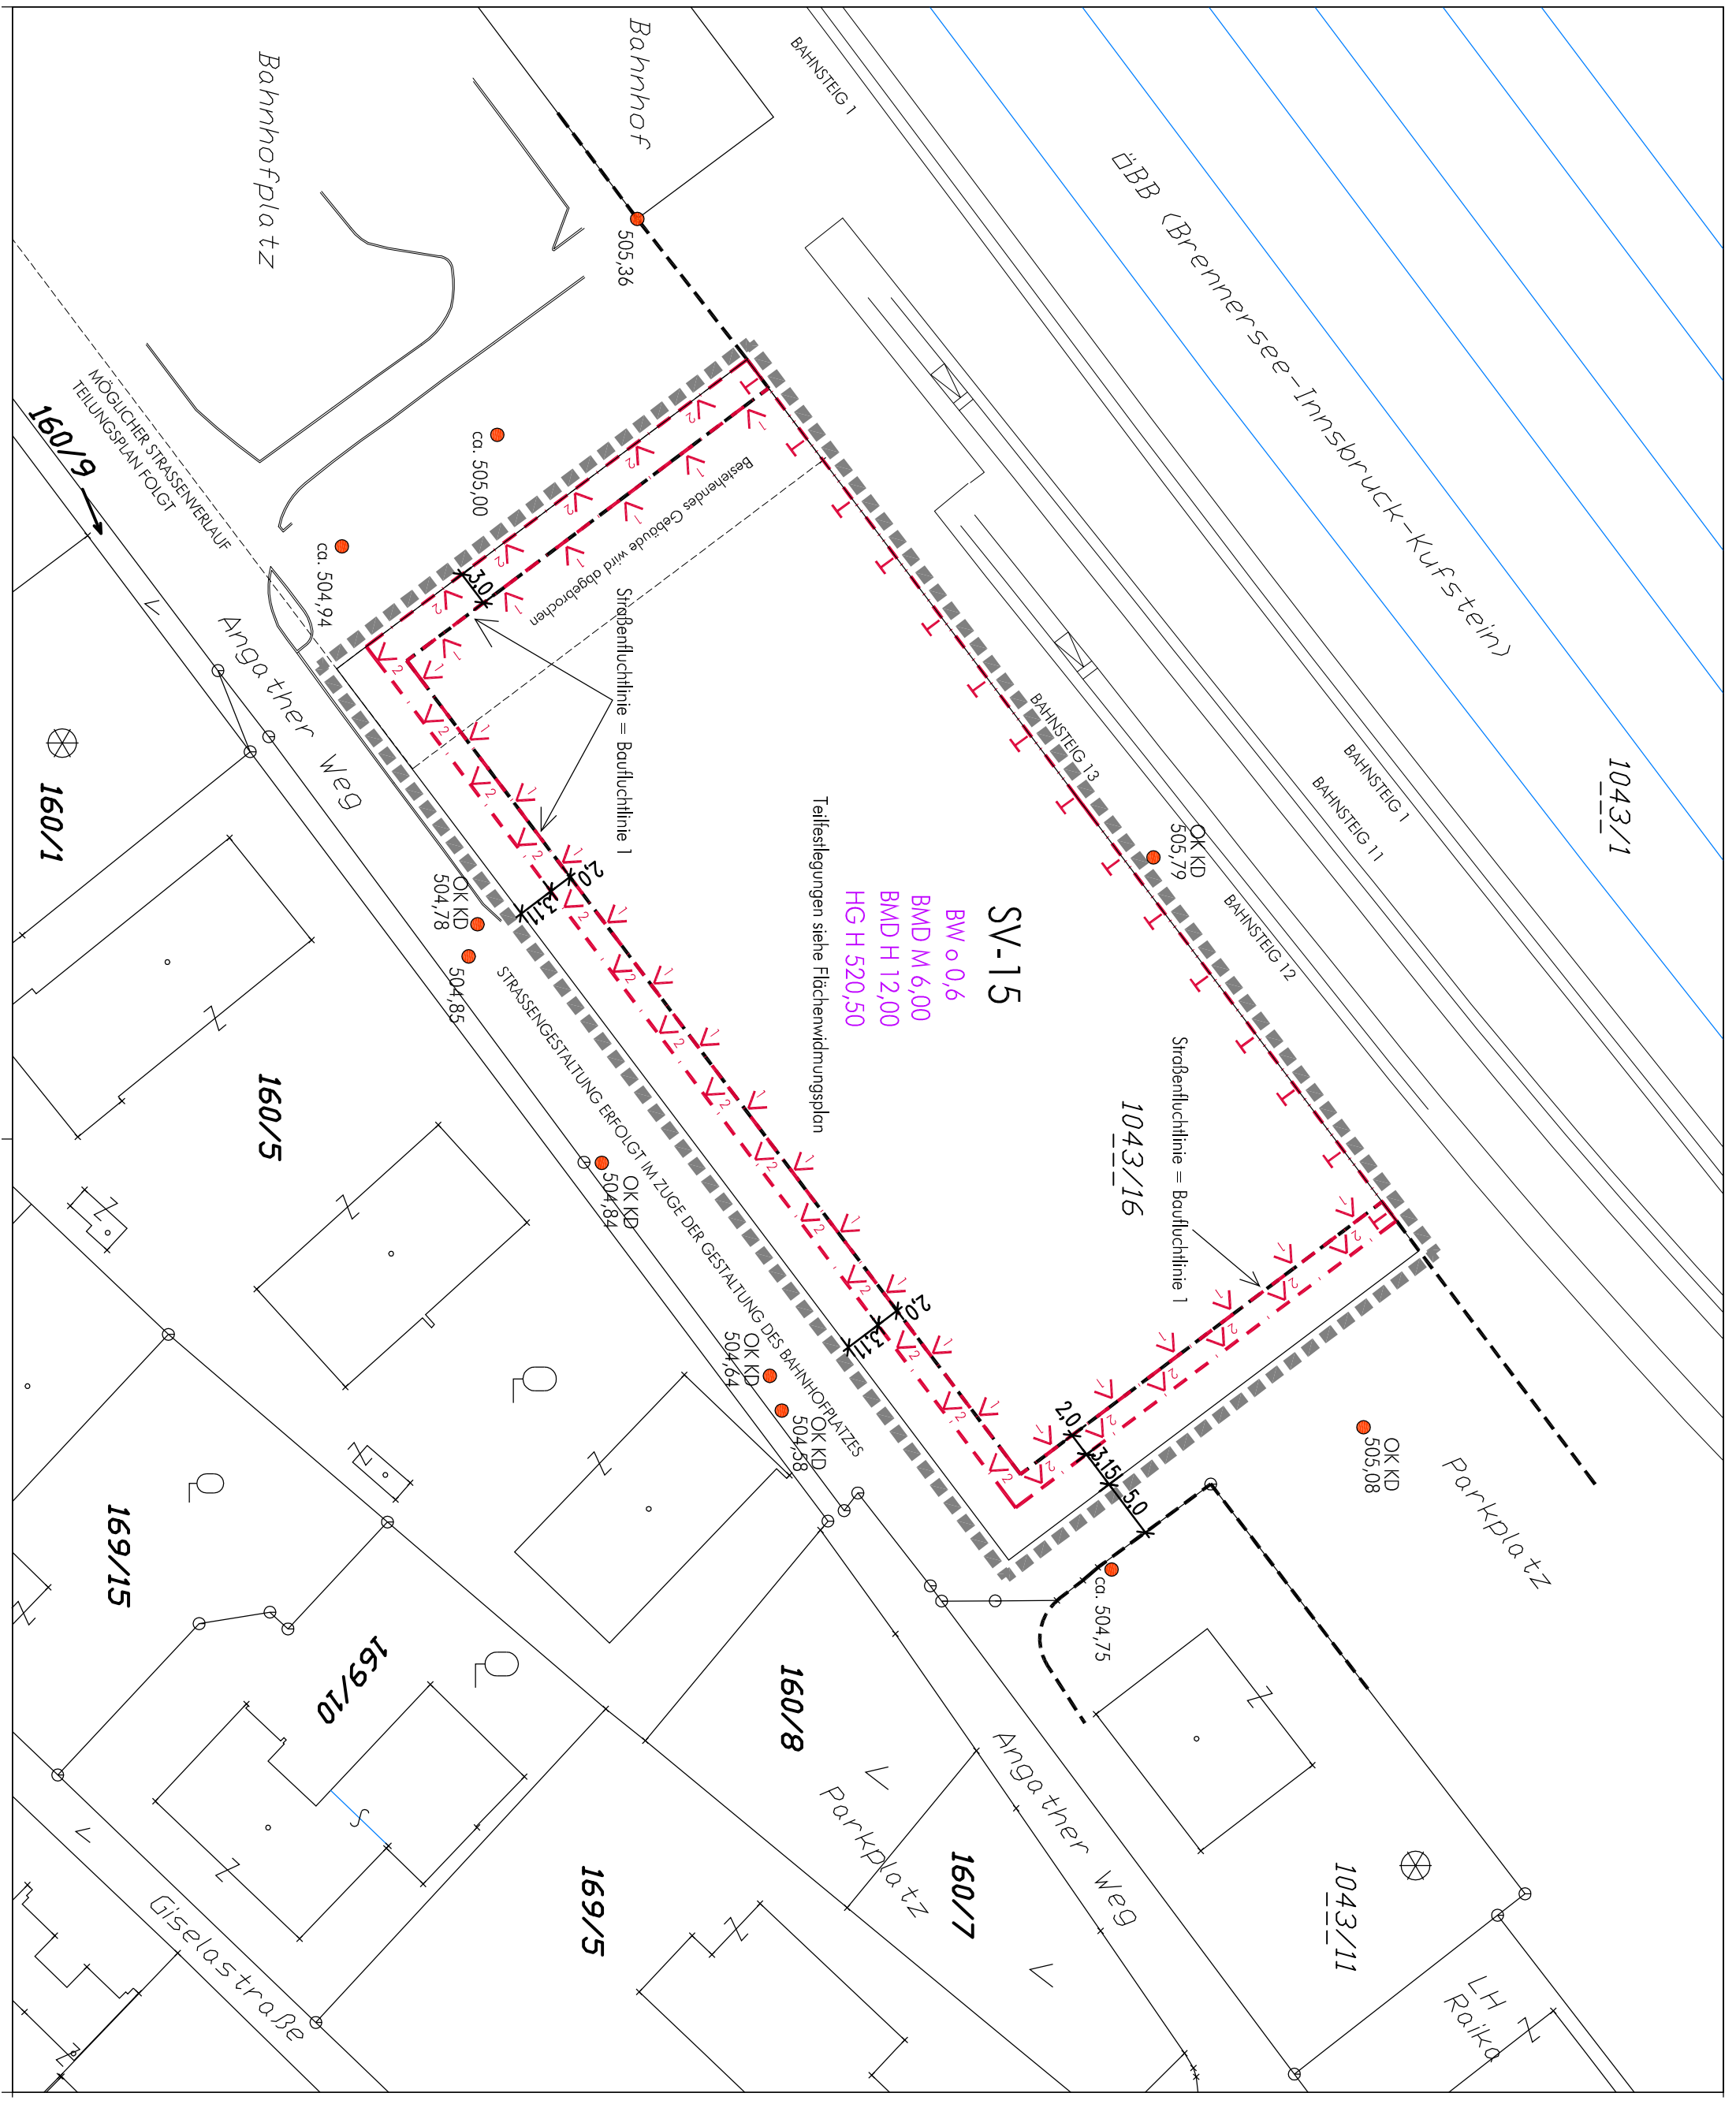 ÖBB (Brennersee-Innsbruck-Kufstein)
1043/1
BAHNSTEIG 1
BAHNSTEIG 1
BAHNSTEIG 11
BAHNSTEIG 12
BAHNSTEIG 13
Bahnhof
Bahnhofplatz
505,36
ca. 505,00
ca. 504,94
OK KD
505,79
OK KD
505,08
ca. 504,75
MÖGLICHER STRASSENVERLAUF
TEILUNGSPLAN FOLGT
160/9
Bestehendes Gebäude wird abgebrochen
3,0
Straßenfluchtlinie = Baufluchtlinie 1
SV-15
BW o 0,6
BMD M 6,00
BMD H 12,00
HG H 520,50
Teilfestlegungen siehe Flächenwidmungsplan
1043/16
Straßenfluchtlinie = Baufluchtlinie 1
2,0
3,11
2,0
3,11
2,0
3,15
5,0
Parkplatz
Angather Weg
160/1
OK KD
504,78
504,85
STRASSENGESTALTUNG ERFOLGT IM ZUGE DER GESTALTUNG DES BAHNHOFPLATZES
OK KD
504,84
OK KD
504,64
OK KD
504,58
160/5
169/15
169/10
160/8
Parkplatz
160/7
Angather Weg
1043/11
LH
Raika
169/5
Giselastraße